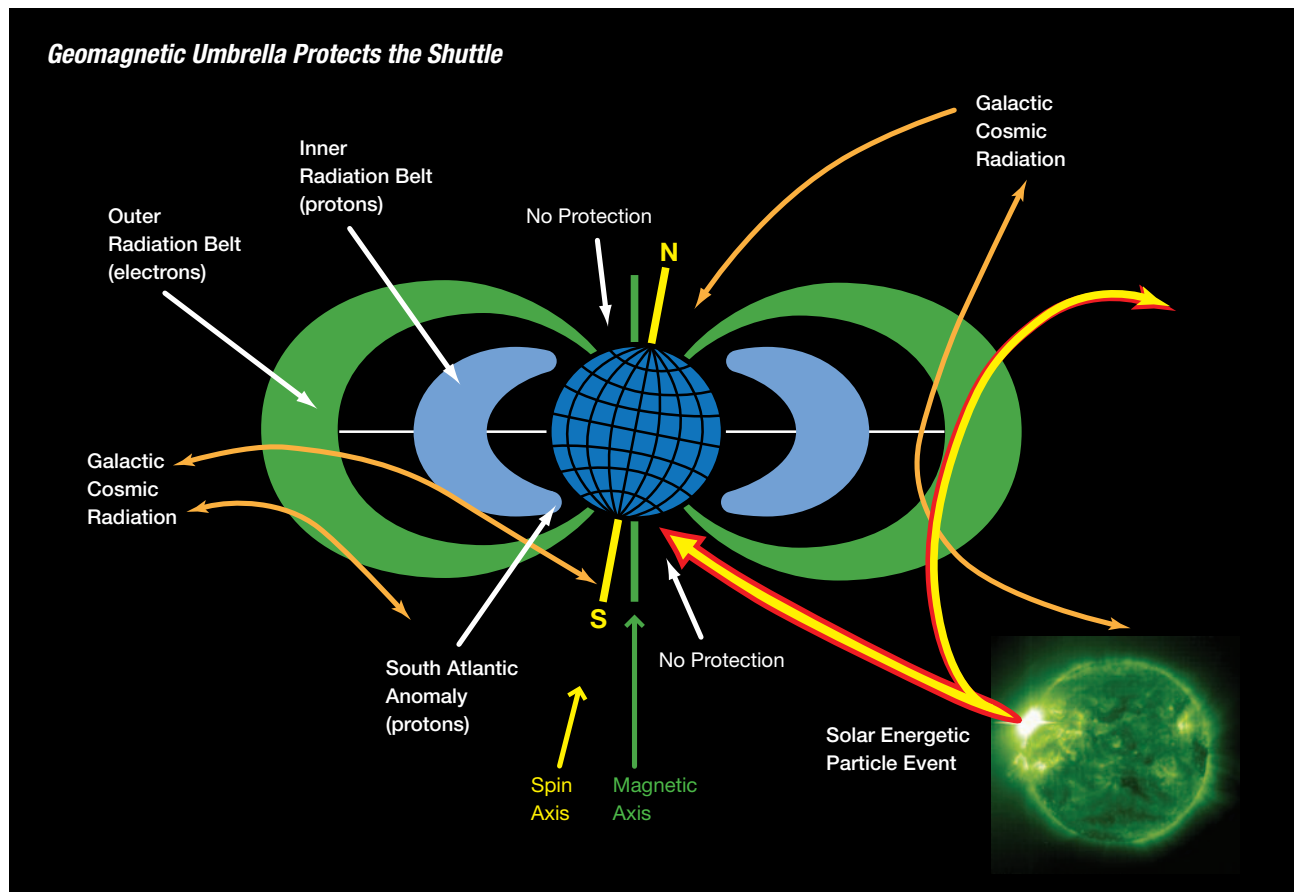 Geomagnetic Umbrella Protects the Shuttle
Galactic
Cosmic
Radiation
Inner
Radiation Belt
(protons)
Outer
Radiation Belt
(electrons)
No Protection
N
Galactic
Cosmic
Radiation
S
South Atlantic
Anomaly
(protons)
No Protection
Solar Energetic
Particle Event
Spin
Axis
Magnetic
Axis